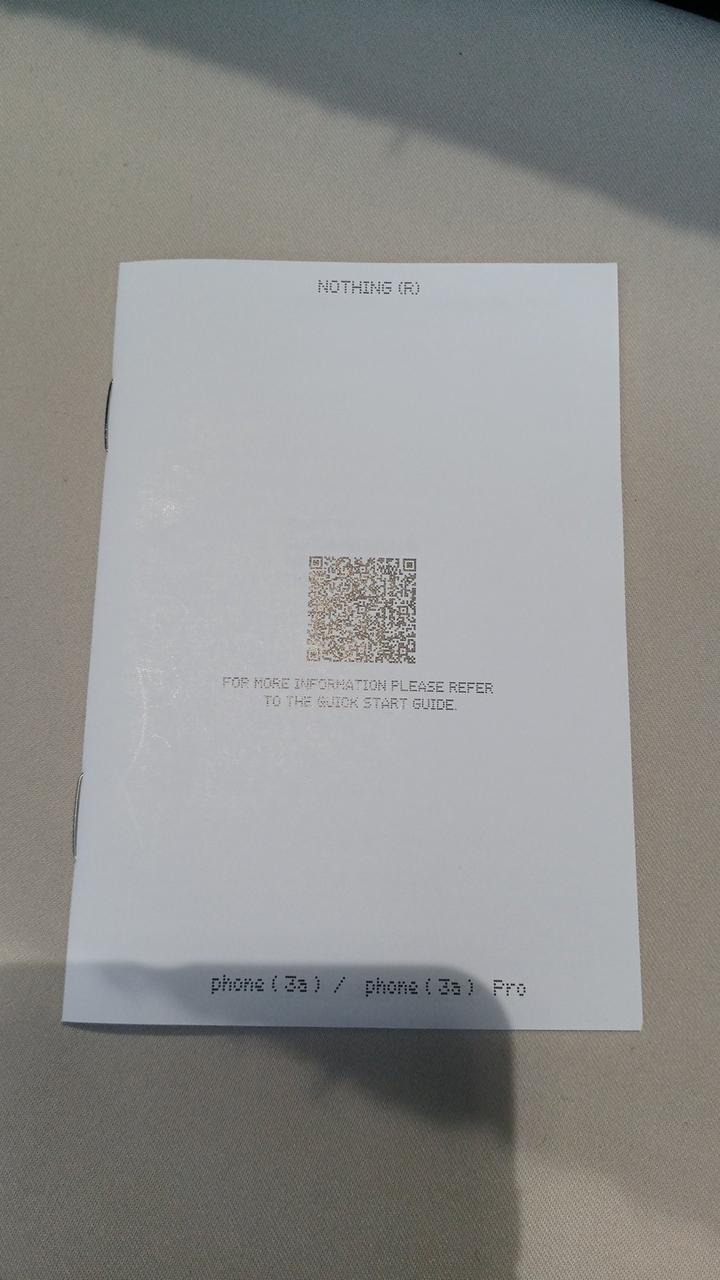 NOTHING (R)
FOR MORE INFORMATION PLEASE REFER
TO THE QUICK START GUIDE.
phone (3a) / phone (3a) Pro